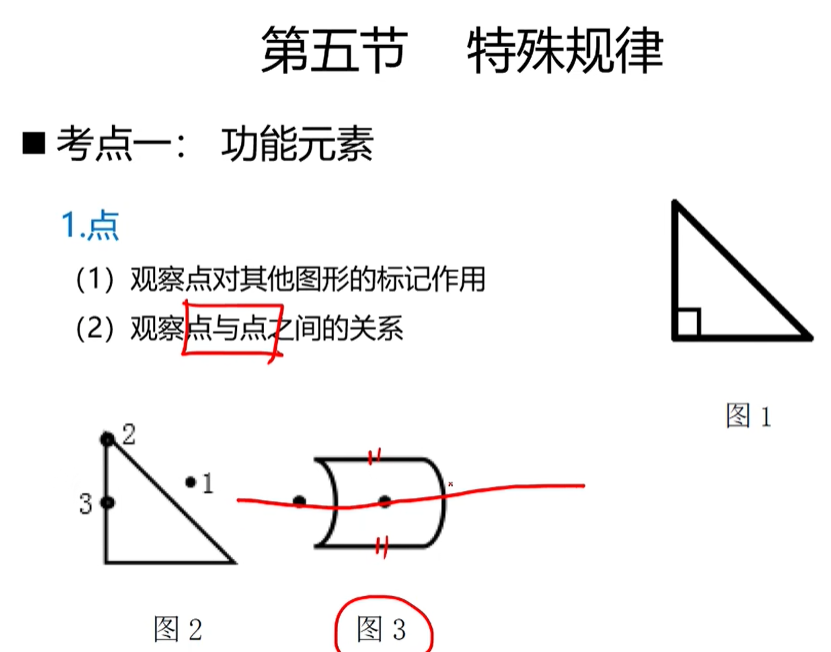 第五节 特殊规律
■ 考点一： 功能元素
1.点
（1）观察点对其他图形的标记作用
（2）观察点与点之间的关系
图 1
2
1
3
图 2
图 3